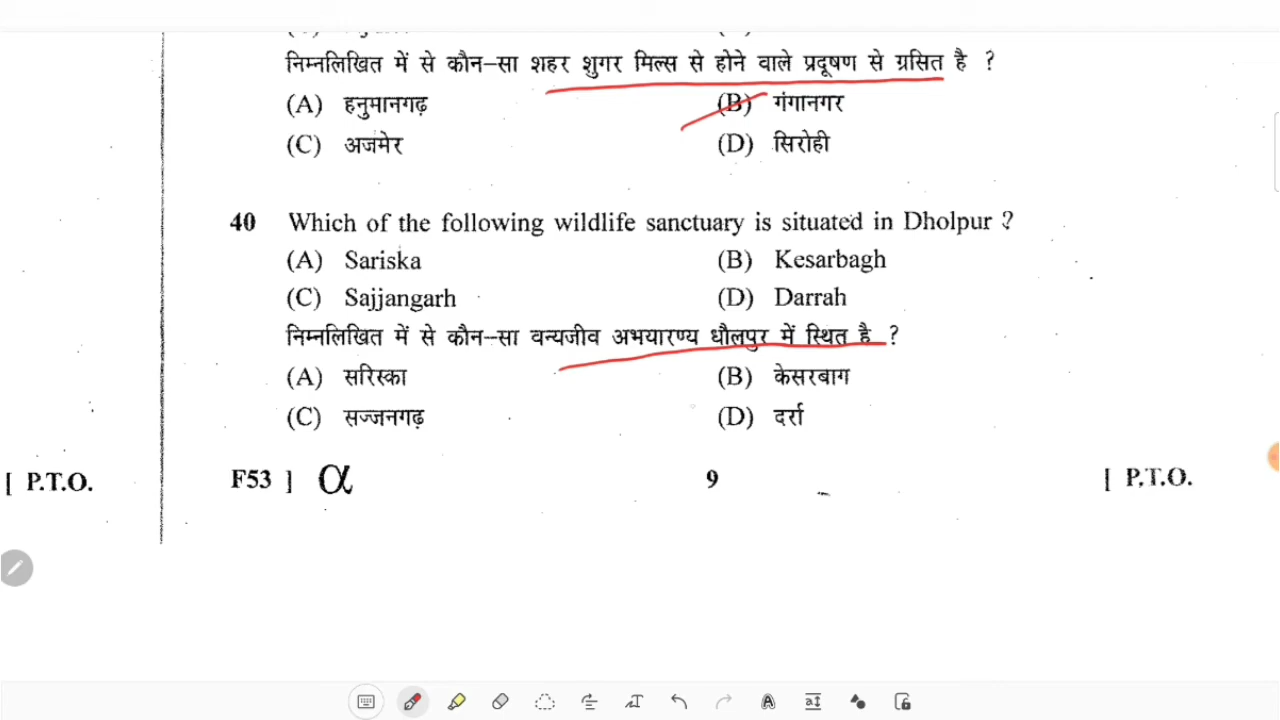 निम्नलिखित में से कौन-सा शहर शुगर मिल्स से होने वाले प्रदूषण से ग्रसित है ?
(A) हनुमानगढ़ (B) गंगानगर
(C) अजमेर (D) सिरोही
40 Which of the following wildlife sanctuary is situated in Dholpur ?
(A) Sariska (B) Kesarbagh
(C) Sajjangarh (D) Darrah
निम्नलिखित में से कौन-सा वन्यजीव अभयारण्य धौलपुर में स्थित है ?
(A) सरिस्का (B) केसरबाग
(C) सज्जनगढ़ (D) दर्रा
[ P.T.O. F53 ] α 9 [ P.T.O.